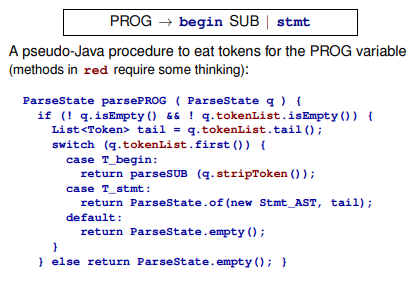 PROG → begin SUB | stmt
A pseudo-Java procedure to eat tokens for the PROG variable
(methods in red require some thinking):
ParseState parsePROG ( ParseState q ) {
if (! q.isEmpty() && ! q.tokenList.isEmpty()) {
List<Token> tail = q.tokenList.tail();
switch (q.tokenList.first()) {
case T_begin:
return parseSUB (q.stripToken());
case T_stmt:
return ParseState.of(new Stmt_AST, tail);
default:
return ParseState.empty();
}
} else return ParseState.empty(); }